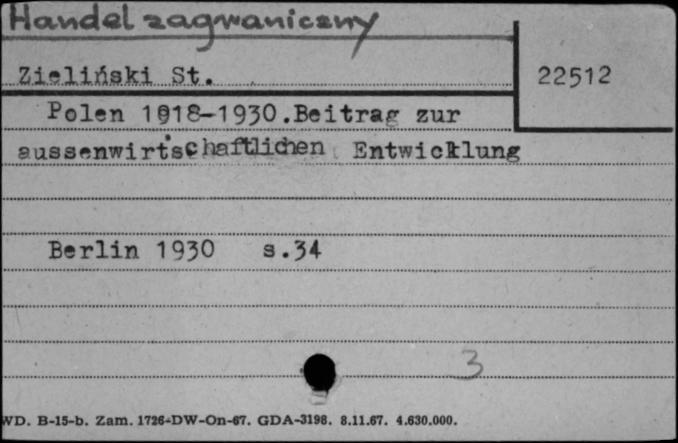 Handel zagraniczny
Zieliński St.
22512
Polen 1918-1930.Beitrag zur
aussenwirtschaftlichen Entwicklung
Berlin 1930 s.34
3
WD. B-15-b. Zam. 1726-DW-On-67. GDA-3198. 8.11.67. 4.630.000.